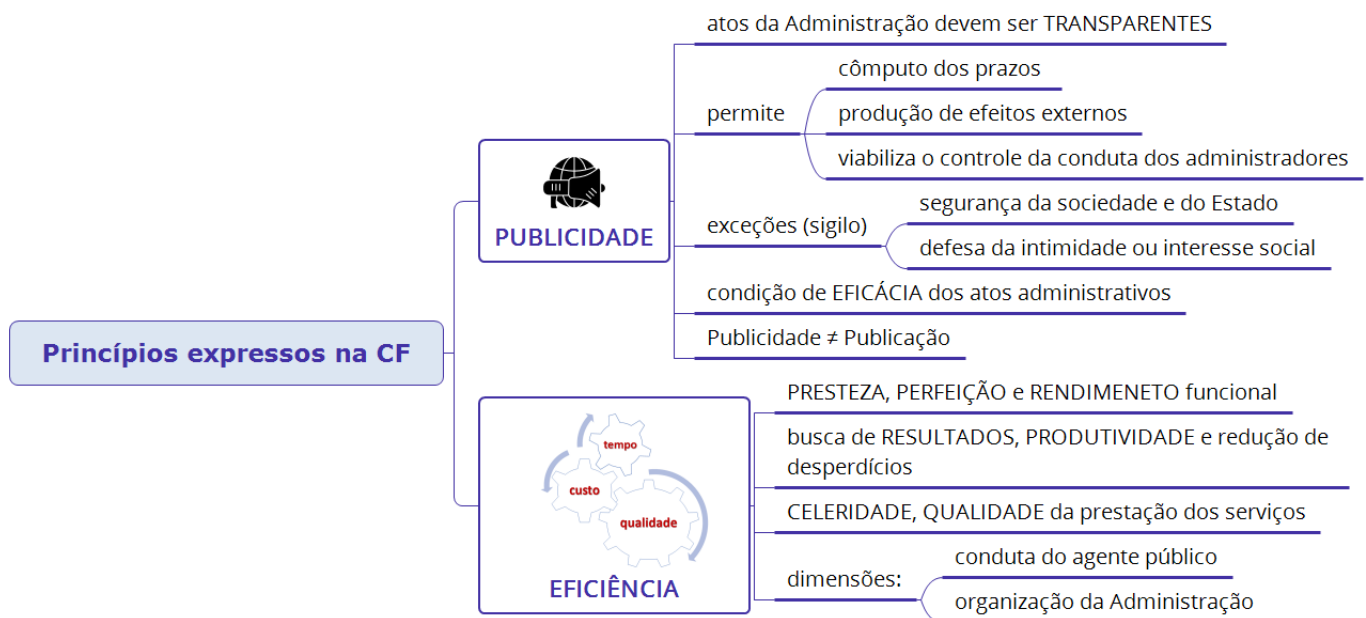 Princípios expressos na CF
PUBLICIDADE
atos da Administração devem ser TRANSPARENTES
permite
cômputo dos prazos
produção de efeitos externos
viabiliza o controle da conduta dos administradores
exceções (sigilo)
segurança da sociedade e do Estado
defesa da intimidade ou interesse social
condição de EFICÁCIA dos atos administrativos
Publicidade ≠ Publicação
tempo
custo
qualidade
EFICIÊNCIA
PRESTEZA, PERFEIÇÃO e RENDIMENETO funcional
busca de RESULTADOS, PRODUTIVIDADE e redução de
desperdícios
CELERIDADE, QUALIDADE da prestação dos serviços
dimensões:
conduta do agente público
organização da Administração